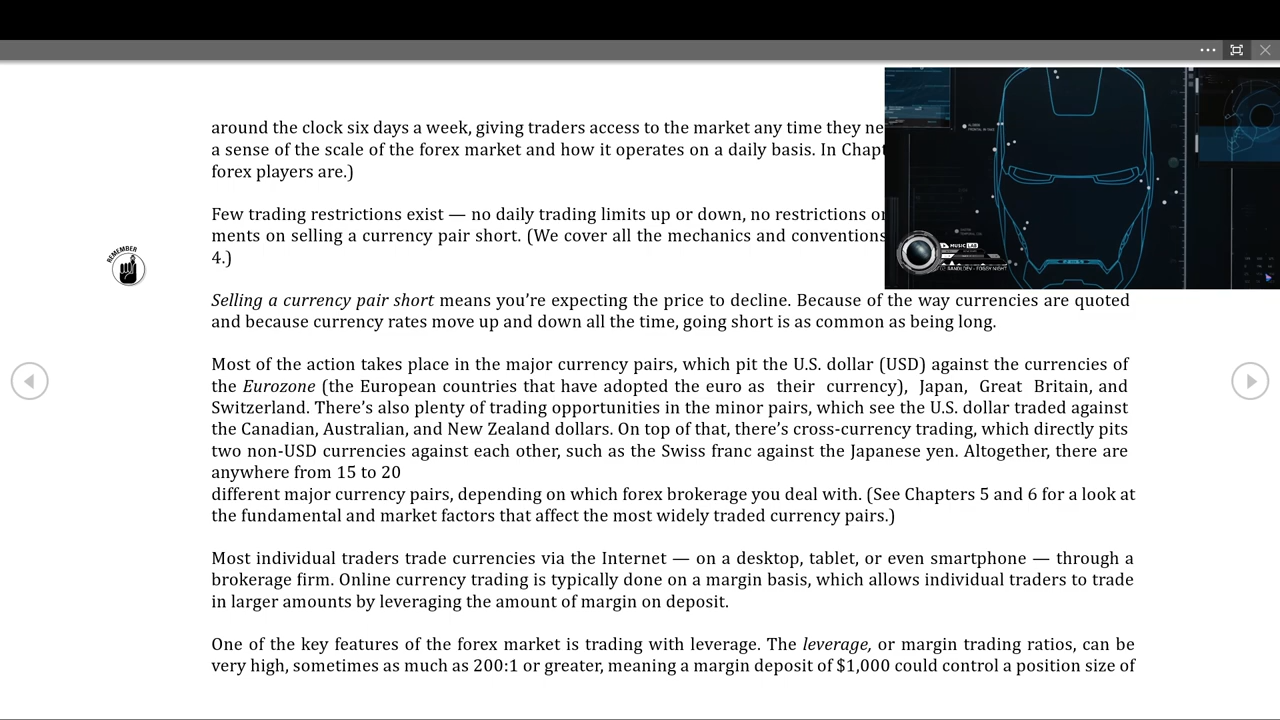 around the clock six days a week, giving traders access to the market any time they
a sense of the scale of the forex market and how it operates on a daily basis. In
forex players are.)
Few trading restrictions exist — no daily trading limits up or down, no restrictions
ments on selling a currency pair short. (We cover all the mechanics and conventions
4.)
REMEMBER
MUSIC LAB
Selling a currency pair short means you’re expecting the price to decline. Because of the way currencies are quoted
and because currency rates move up and down all the time, going short is as common as being long.
Most of the action takes place in the major currency pairs, which pit the U.S. dollar (USD) against the currencies of
the Eurozone (the European countries that have adopted the euro as their currency), Japan, Great Britain, and
Switzerland. There’s also plenty of trading opportunities in the minor pairs, which see the U.S. dollar traded against
the Canadian, Australian, and New Zealand dollars. On top of that, there’s cross-currency trading, which directly pits
two non-USD currencies against each other, such as the Swiss franc against the Japanese yen. Altogether, there are
anywhere from 15 to 20
different major currency pairs, depending on which forex brokerage you deal with. (See Chapters 5 and 6 for a look at
the fundamental and market factors that affect the most widely traded currency pairs.)
Most individual traders trade currencies via the Internet — on a desktop, tablet, or even smartphone — through a
brokerage firm. Online currency trading is typically done on a margin basis, which allows individual traders to trade
in larger amounts by leveraging the amount of margin on deposit.
One of the key features of the forex market is trading with leverage. The leverage, or margin trading ratios, can be
very high, sometimes as much as 200:1 or greater, meaning a margin deposit of $1,000 could control a position size of